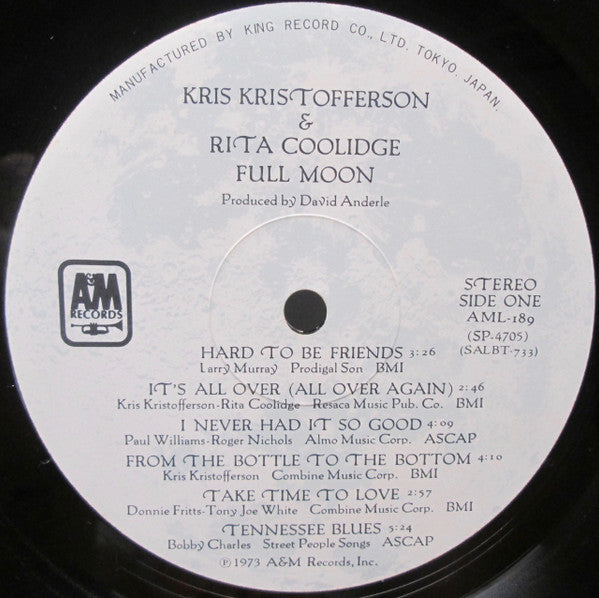 MANUFACTURED BY KING RECORD CO., LTD. TOKYO. JAPAN.
KRIS KRISTOFFERSON
&
RITA COOLIDGE
FULL MOON
Produced by David Anderle
A&M
RECORDS
STEREO
SIDE ONE
AML-189
(SP-4705)
(SALBT-733)
HARD TO BE FRIENDS 3:26
Larry Murray Prodigal Son BMI
IT'S ALL OVER (ALL OVER AGAIN) 2:46
Kris Kristofferson-Rita Coolidge Resaca Music Pub. Co. BMI
I NEVER HAD IT SO GOOD 4:09
Paul Williams-Roger Nichols Almo Music Corp. ASCAP
FROM THE BOTTLE TO THE BOTTOM 4:10
Kris Kristofferson Combine Music Corp. BMI
TAKE TIME TO LOVE 2:57
Donnie Fritts-Tony Joe White Combine Music Corp. BMI
TENNESSEE BLUES 5:24
Bobby Charles Street People Songs ASCAP
℗ 1973 A&M Records, Inc.